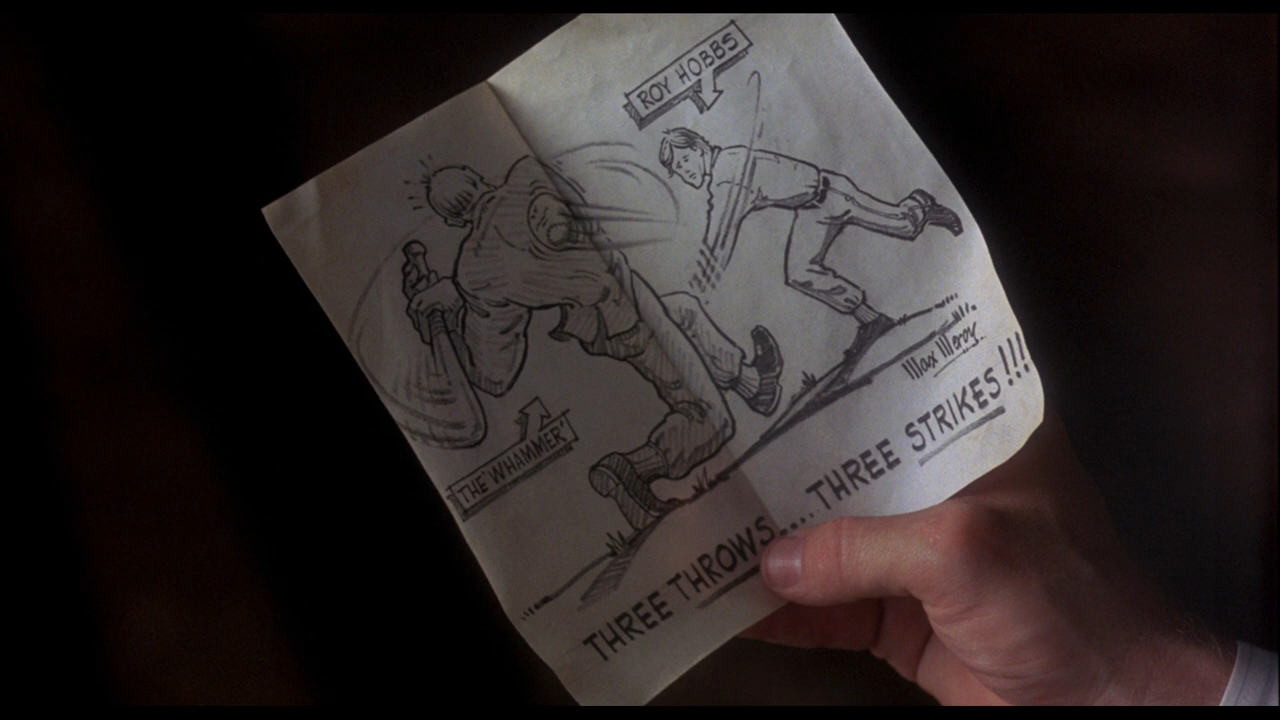 ROY HOBBS
THE 'WHAMMER'
Max Mercy
THREE THROWS....THREE STRIKES!!!